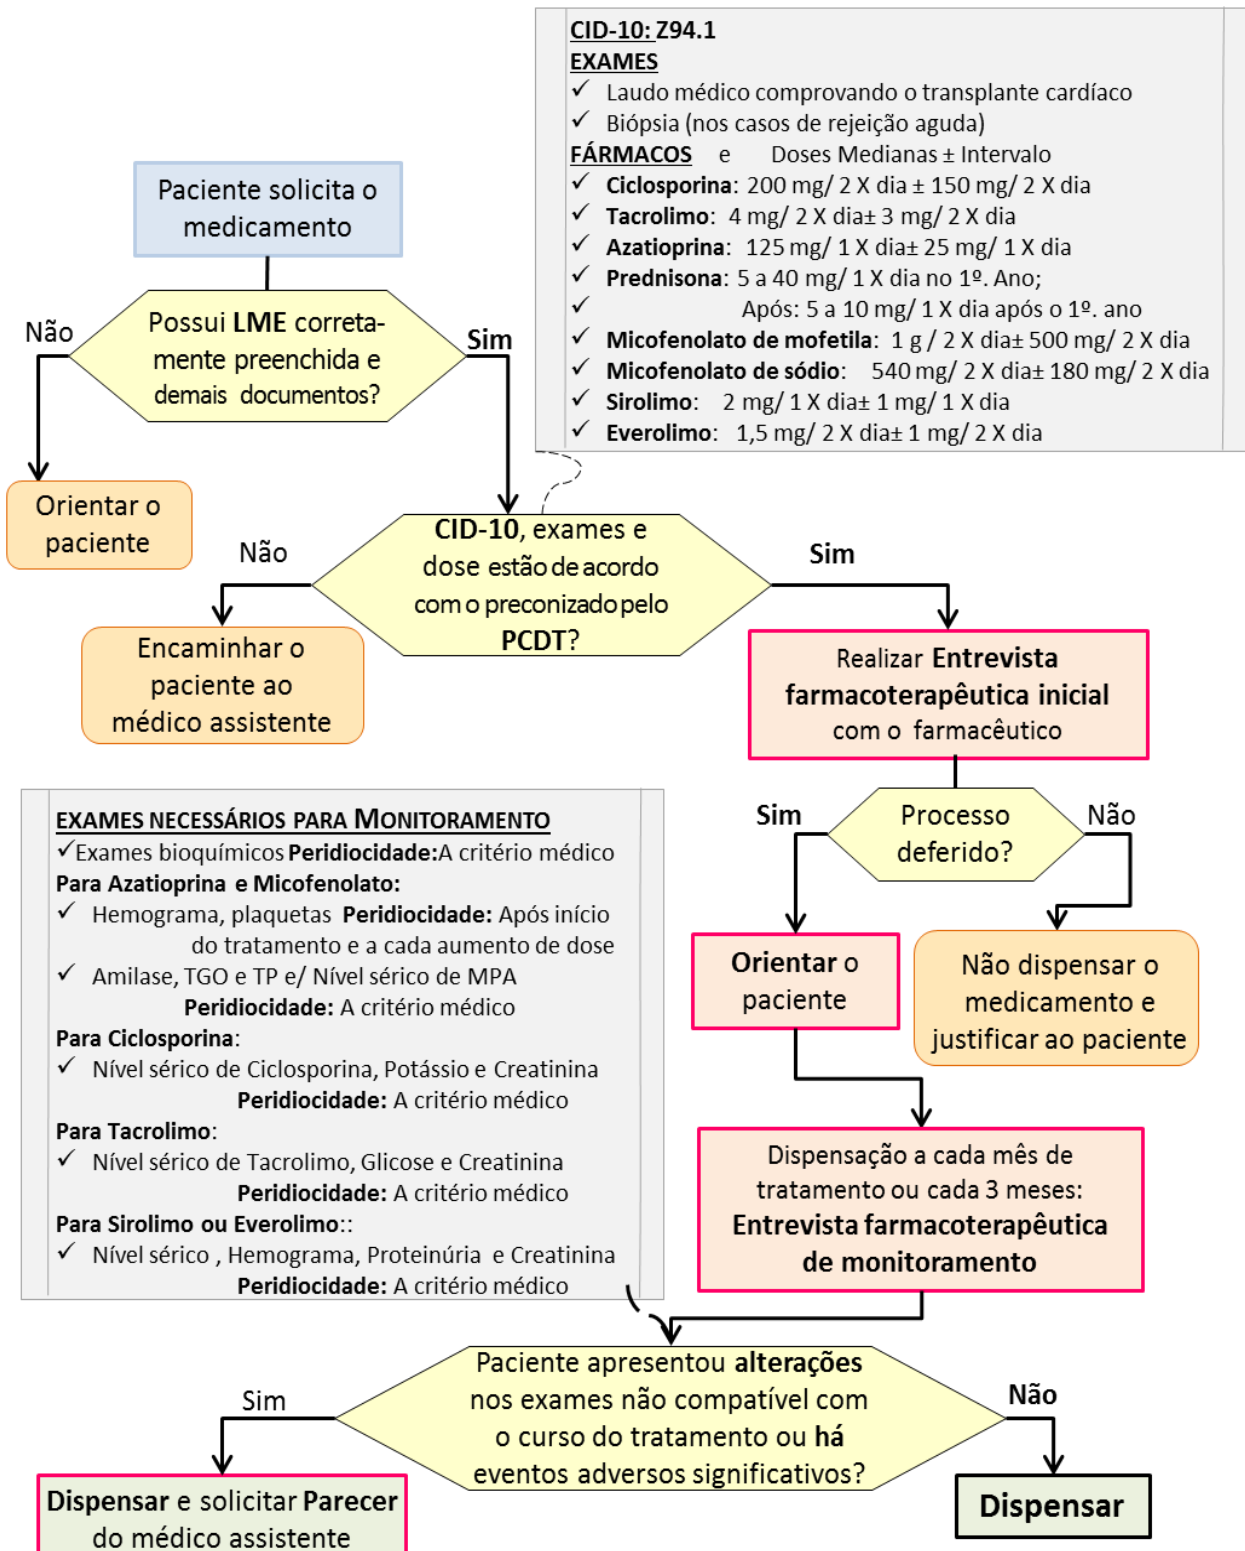 CID-10: Z94.1
EXAMES
✓ Laudo médico comprovando o transplante cardíaco
✓ Biópsia (nos casos de rejeição aguda)
FÁRMACOS e Doses Medianas ± Intervalo
✓ Ciclosporina: 200 mg/ 2 X dia ± 150 mg/ 2 X dia
✓ Tacrolimo: 4 mg/ 2 X dia± 3 mg/ 2 X dia
✓ Azatioprina: 125 mg/ 1 X dia± 25 mg/ 1 X dia
✓ Prednisona: 5 a 40 mg/ 1 X dia no 1º. Ano;
✓ Após: 5 a 10 mg/ 1 X dia após o 1º. ano
✓ Micofenolato de mofetila: 1 g / 2 X dia± 500 mg/ 2 X dia
✓ Micofenolato de sódio: 540 mg/ 2 X dia± 180 mg/ 2 X dia
✓ Sirolimo: 2 mg/ 1 X dia± 1 mg/ 1 X dia
✓ Everolimo: 1,5 mg/ 2 X dia± 1 mg/ 2 X dia
Paciente solicita o
medicamento
Não
Possui LME correta-
mente preenchida e
demais documentos?
Sim
Orientar o
paciente
Não
CID-10, exames e
dose estão de acordo
com o preconizado pelo
PCDT?
Sim
Encaminhar o
paciente ao
médico assistente
Realizar Entrevista
farmacoterapêutica inicial
com o farmacêutico
Sim
Processo
deferido?
Não
Orientar o
paciente
Não dispensar o
medicamento e
justificar ao paciente
EXAMES NECESSÁRIOS PARA MONITORAMENTO
✓Exames bioquímicos Peridiocidade:A critério médico
Para Azatioprina e Micofenolato:
✓ Hemograma, plaquetas Peridiocidade: Após início
do tratamento e a cada aumento de dose
✓ Amilase, TGO e TP e/ Nível sérico de MPA
Peridiocidade: A critério médico
Para Ciclosporina:
✓ Nível sérico de Ciclosporina, Potássio e Creatinina
Peridiocidade: A critério médico
Para Tacrolimo:
✓ Nível sérico de Tacrolimo, Glicose e Creatinina
Peridiocidade: A critério médico
Para Sirolimo ou Everolimo::
✓ Nível sérico , Hemograma, Proteinúria e Creatinina
Peridiocidade: A critério médico
Dispensação a cada mês de
tratamento ou cada 3 meses:
Entrevista farmacoterapêutica
de monitoramento
Sim
Paciente apresentou alterações
nos exames não compatível com
o curso do tratamento ou há
eventos adversos significativos?
Não
Dispensar e solicitar Parecer
do médico assistente
Dispensar